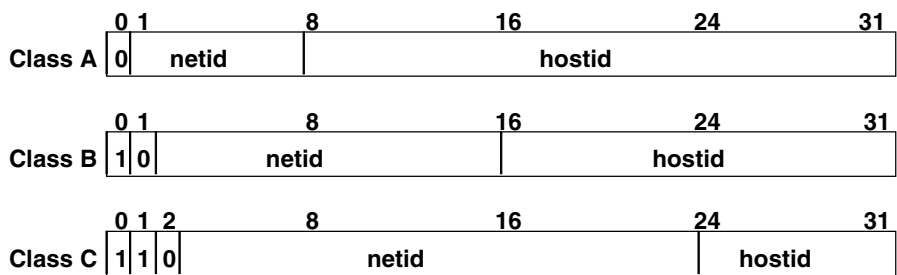 0 1 8 16 24 31
Class A 0 netid hostid
0 1 8 16 24 31
Class B 1 0 netid hostid
0 1 2 8 16 24 31
Class C 1 1 0 netid hostid